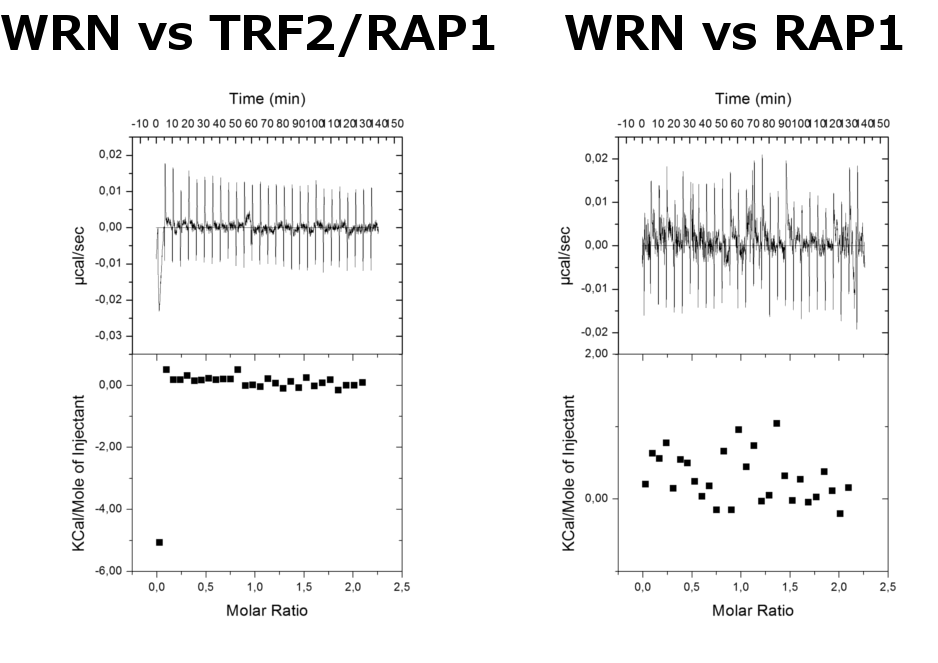 WRN vs TRF2/RAP1
Time (min)
-10 0 10 20 30 40 50 60 70 80 90 100 110 120 130 140 150
0,02
0,01
0,00
-0,01
-0,02
-0,03
µcal/sec
0,00
-2,00
-4,00
-6,00
KCal/Mole of Injectant
0,0 0,5 1,0 1,5 2,0 2,5
Molar Ratio
WRN vs RAP1
Time (min)
-10 0 10 20 30 40 50 60 70 80 90 100 110 120 130 140 150
0,02
0,01
0,00
-0,01
-0,02
µcal/sec
2,00
0,00
KCal/Mole of Injectant
0,0 0,5 1,0 1,5 2,0 2,5
Molar Ratio